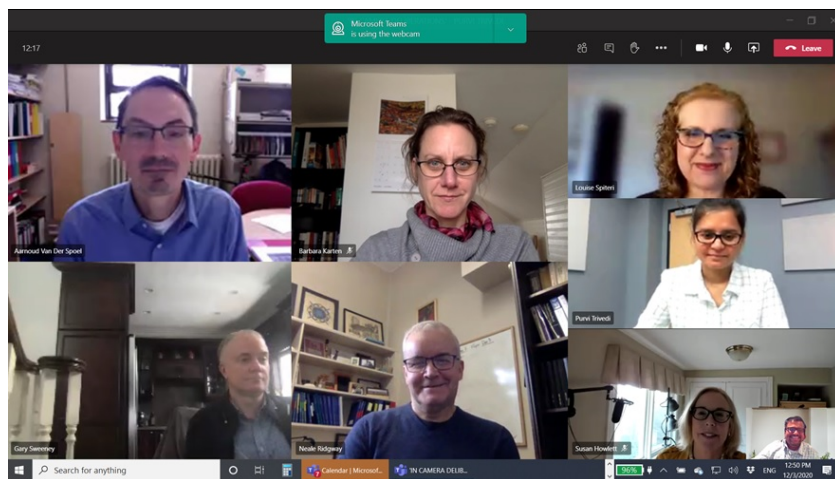 Microsoft Teams
is using the webcam
12:17
Leave
Aarnoud Van Der Spoel
Barbara Karten
Louise Spiteri
Purvi Trivedi
Gary Sweeney
Neale Ridgway
Susan Howlett
Search for anything
Calendar | Microsof...
'IN CAMERA DELIB...
96%
ENG
12:50 PM
12/3/2020